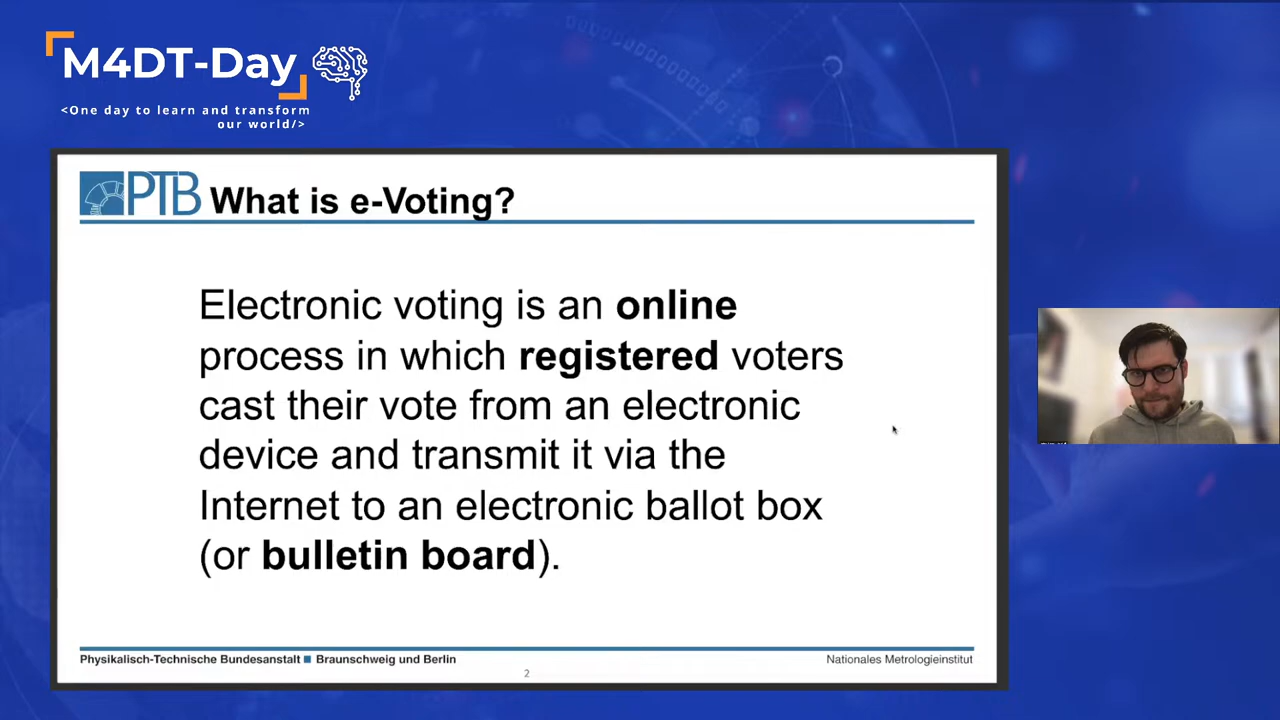 M4DT-Day
<One day to learn and transform
our world/>
PTB What is e-Voting?
Electronic voting is an online
process in which registered voters
cast their vote from an electronic
device and transmit it via the
Internet to an electronic ballot box
(or bulletin board).
Physikalisch-Technische Bundesanstalt ■ Braunschweig und Berlin
Nationales Metrologieinstitut
2